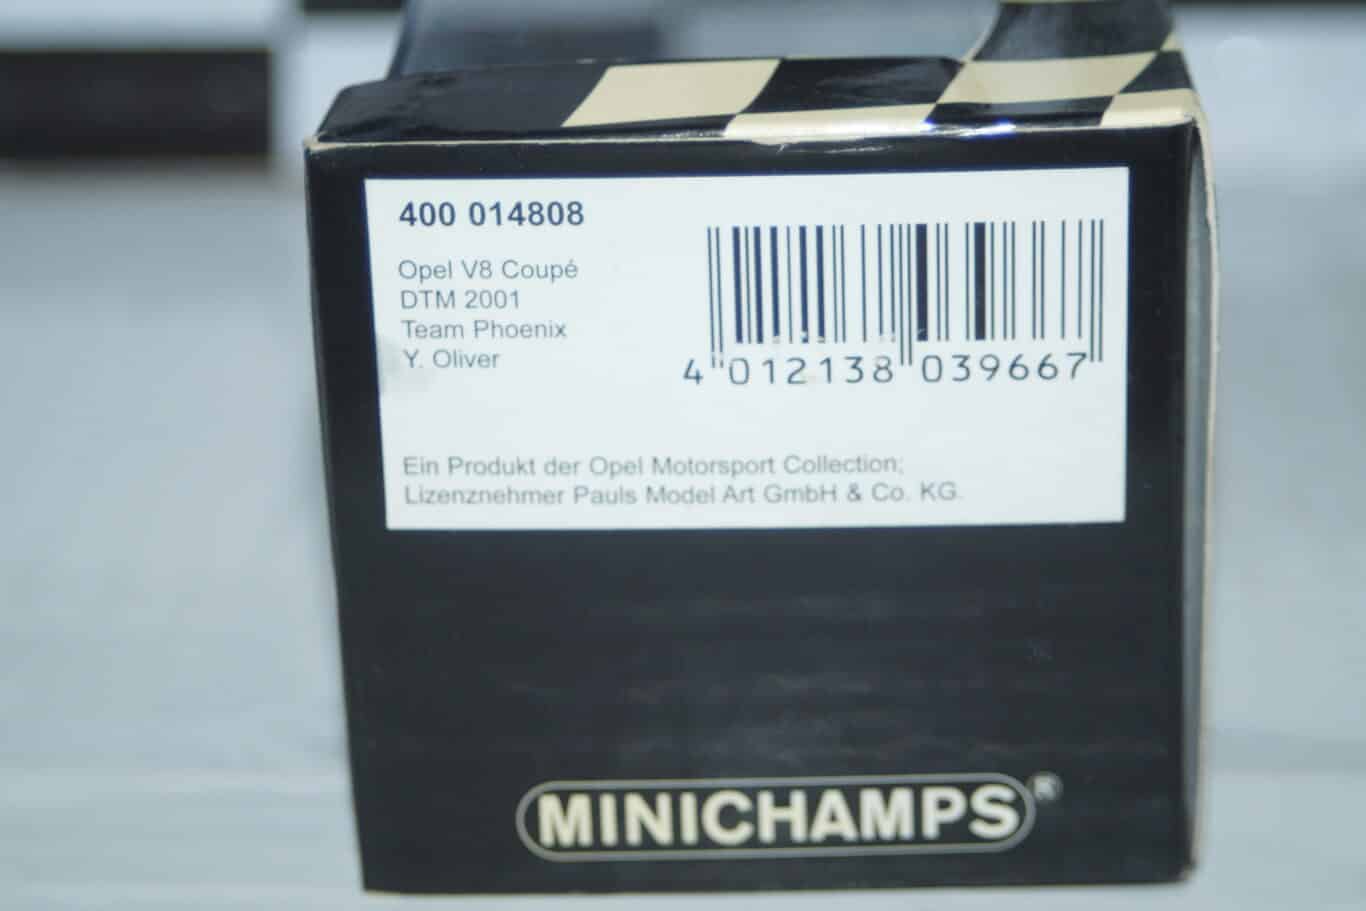 400 014808
Opel V8 Coupé
DTM 2001
Team Phoenix
Y. Oliver
4 012138 039667
Ein Produkt der Opel Motorsport Collection;
Lizenznehmer Pauls Model Art GmbH & Co. KG.
MINICHAMPS®